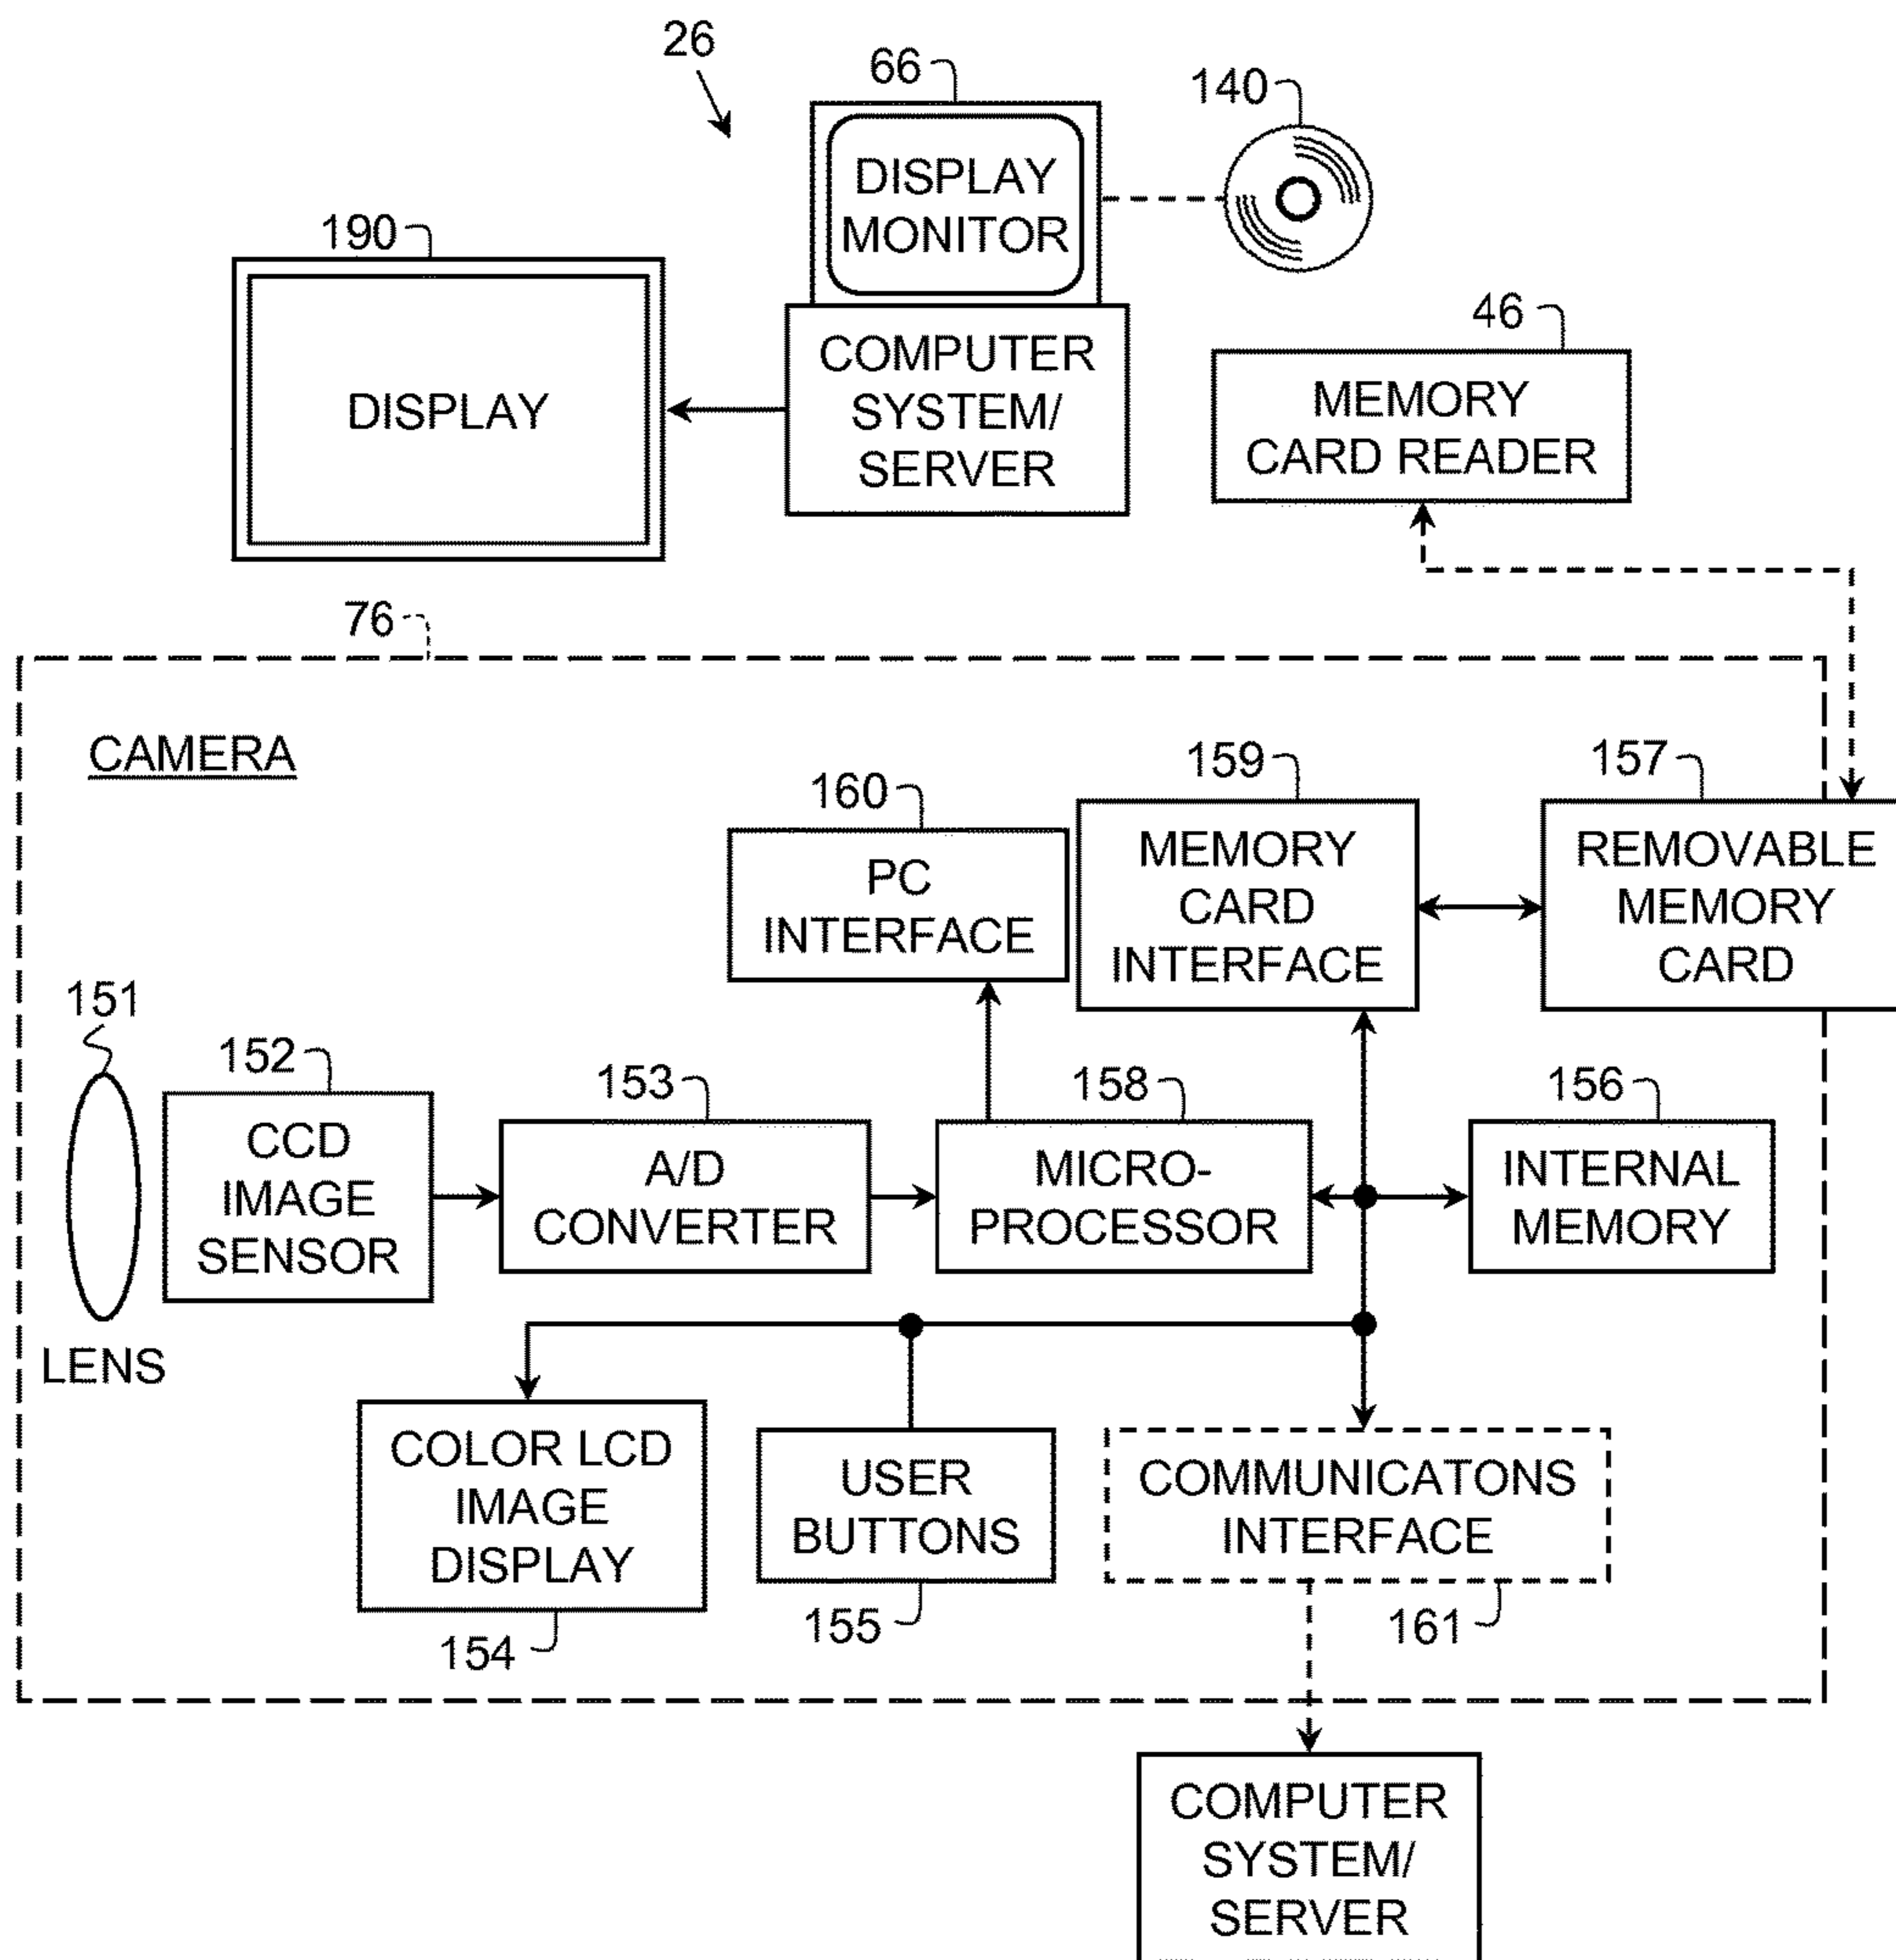 26
66
140
DISPLAY
MONITOR
190
46
COMPUTER
SYSTEM/
SERVER
DISPLAY
MEMORY
CARD READER
76
CAMERA
159
157
160
MEMORY
CARD
INTERFACE
REMOVABLE
MEMORY
CARD
PC
INTERFACE
151
152
153
158
156
CCD
IMAGE
SENSOR
A/D
CONVERTER
MICRO-
PROCESSOR
INTERNAL
MEMORY
LENS
COLOR LCD
IMAGE
DISPLAY
USER
BUTTONS
COMMUNICATONS
INTERFACE
154
155
161
COMPUTER
SYSTEM/
SERVER